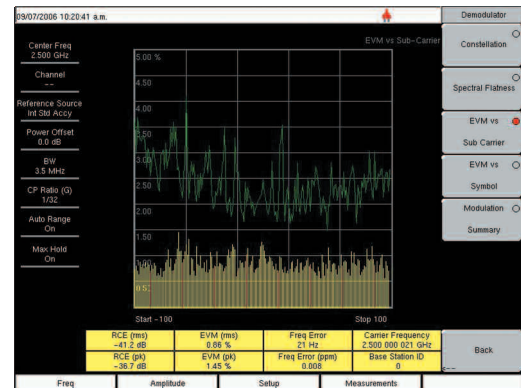 09/07/2006 10:20:41 a.m.
Demodulator
Center Freq
2.500 GHz
Channel
--
Reference Source
Int Std Accy
Power Offset
0.0 dB
BW
3.5 MHz
CP Ratio (G)
1/32
Auto Range
On
Max Hold
On
EVM vs Sub-Carrier
5.00 %
4.50
4.00
3.50
3.00
2.50
2.00
1.50
Start -100
Stop 100
Constellation
Spectral Flatness
EVM vs
Sub Carrier
EVM vs
Symbol
Modulation
Summary
Back
RCE (rms)
-41.2 dB
EVM (rms)
0.86 %
Freq Error
21 Hz
Carrier Frequency
2.500 000 021 GHz
RCE (pk)
-36.7 dB
EVM (pk)
1.45 %
Freq Error (ppm)
0.008
Base Station ID
0
Freq
Amplitude
Setup
Measurements